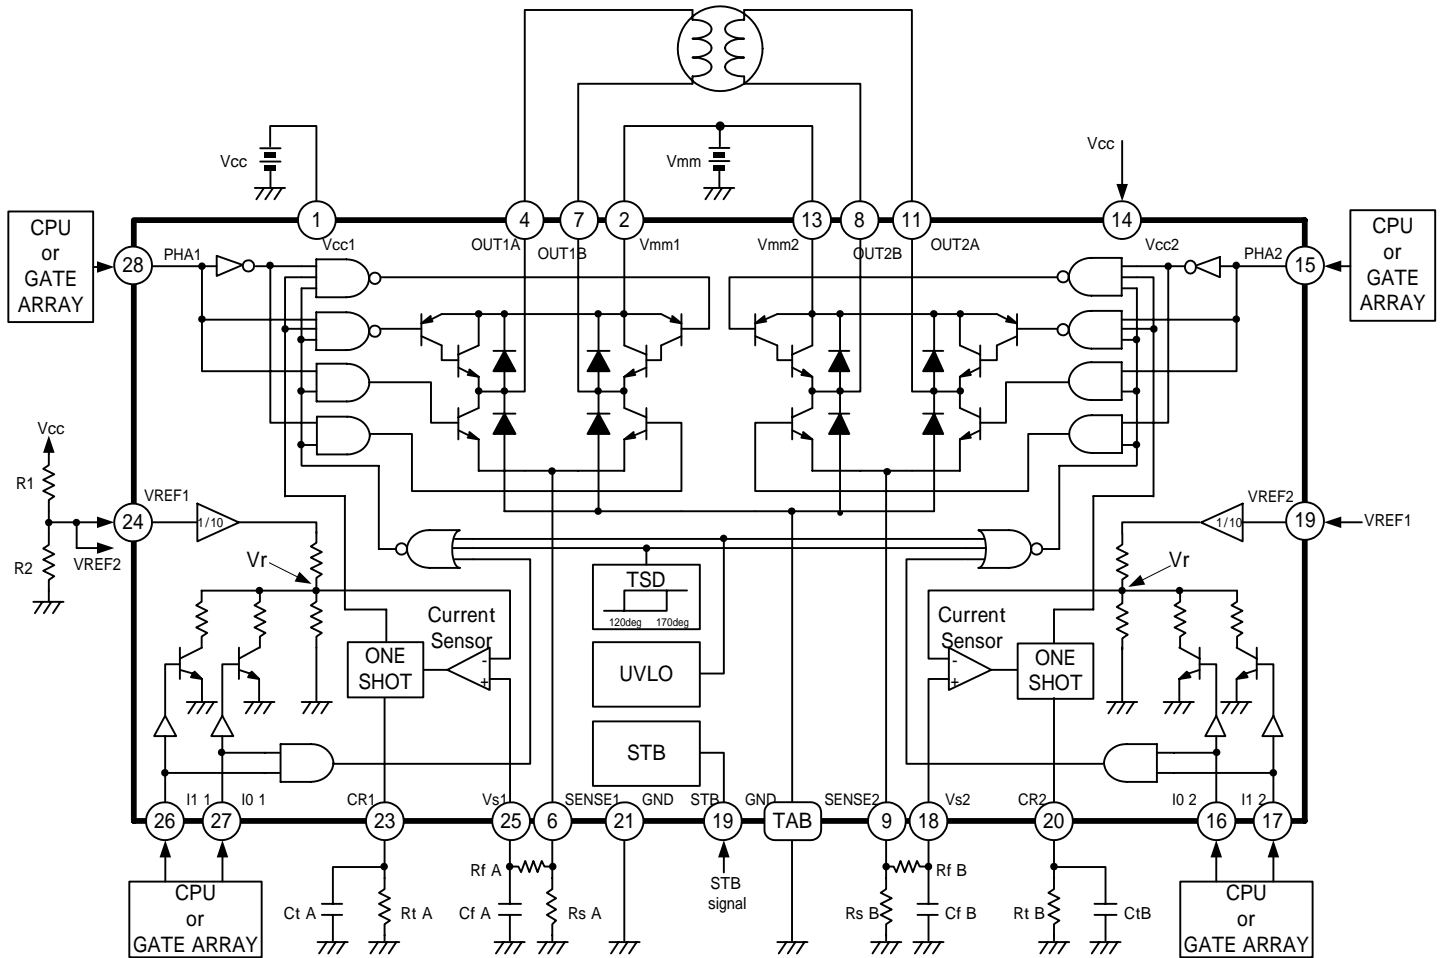 Vcc
Vmm
Vcc
CPU
or
GATE
ARRAY
1
4
7
2
13
8
11
14
CPU
or
GATE
ARRAY
28
PHA1
Vcc1
OUT1A
OUT1B
Vmm1
Vmm2
OUT2B
OUT2A
Vcc2
PHA2
15
Vcc
R1
R2
24
VREF1
VREF2
1/10
Vr
VREF2
19
VREF1
1/10
Vr
TSD
120deg 170deg
UVLO
STB
Current
Sensor
-
+
ONE
SHOT
Current
Sensor
-
+
ONE
SHOT
I1 1
I0 1
CR1
Vs1
SENSE1
GND
STB
GND
SENSE2
Vs2
CR2
I0 2
I1 2
26
27
23
25
6
21
19
TAB
9
18
20
16
17
CPU
or
GATE ARRAY
Ct A
Rt A
Rf A
Cf A
Rs A
STB
signal
Rs B
Rf B
Cf B
Rt B
CtB
CPU
or
GATE ARRAY